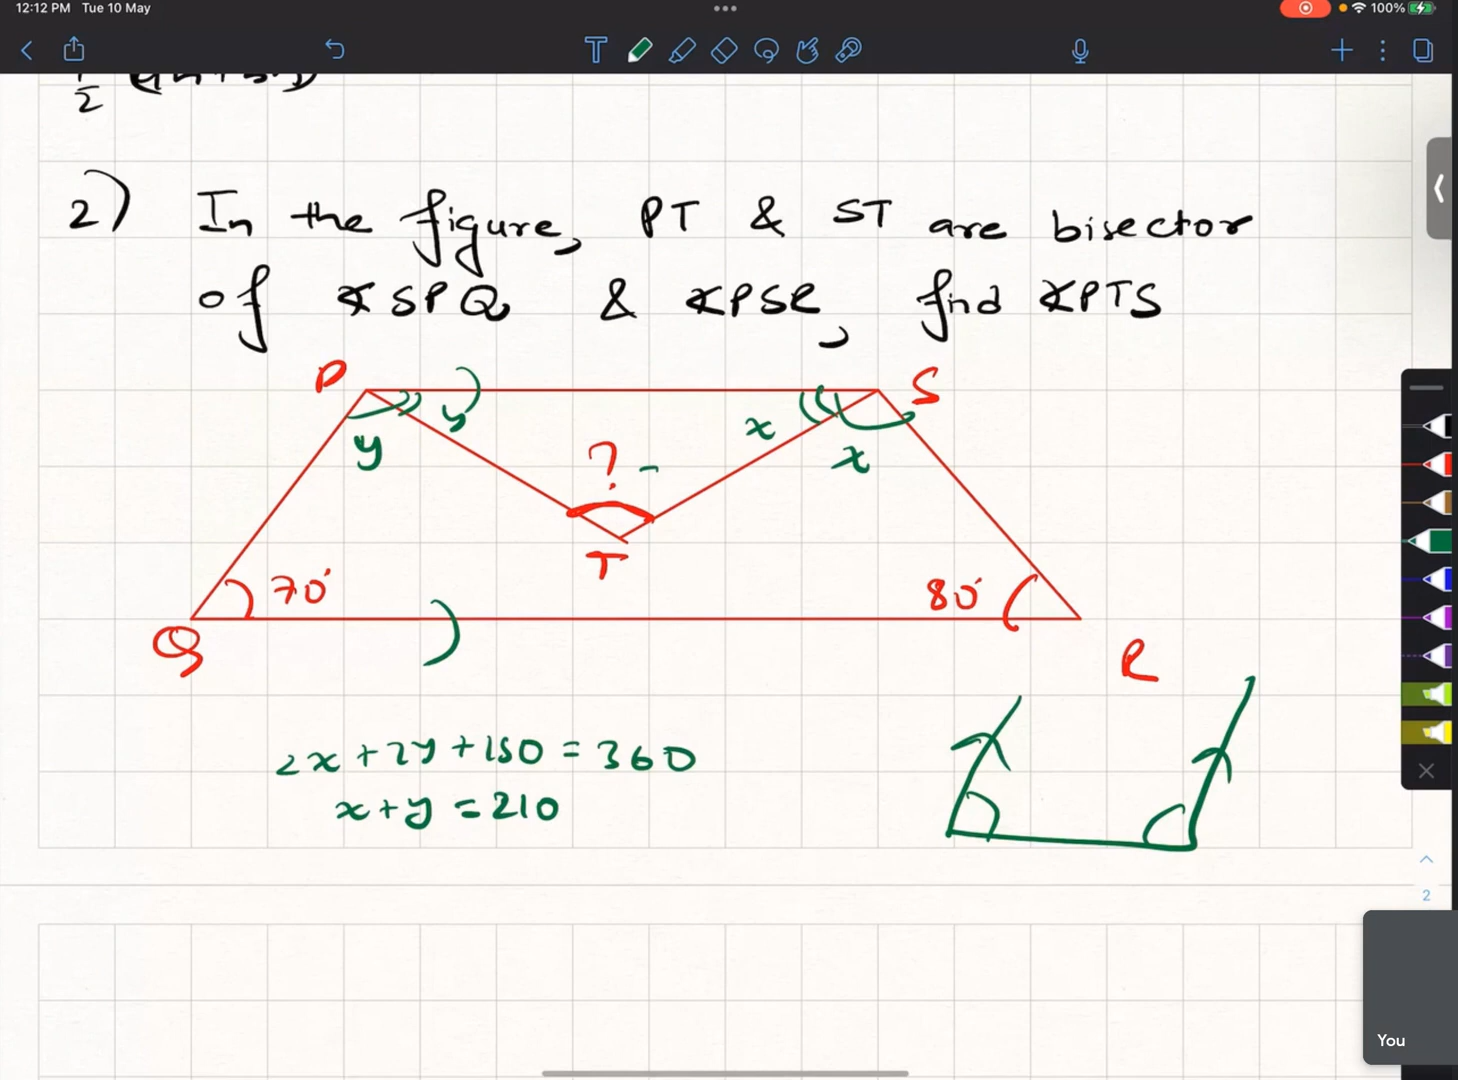 12:12 PM Tue 10 May
100%
2) In the figure, PT & ST are bisector
of ∡SPQ & ∡PSR, fnd ∡PTS
P
S
y
x
y
?
x
T
70°
80°
Q
R
2x + 2y + 150 = 360
x + y = 210
2
You